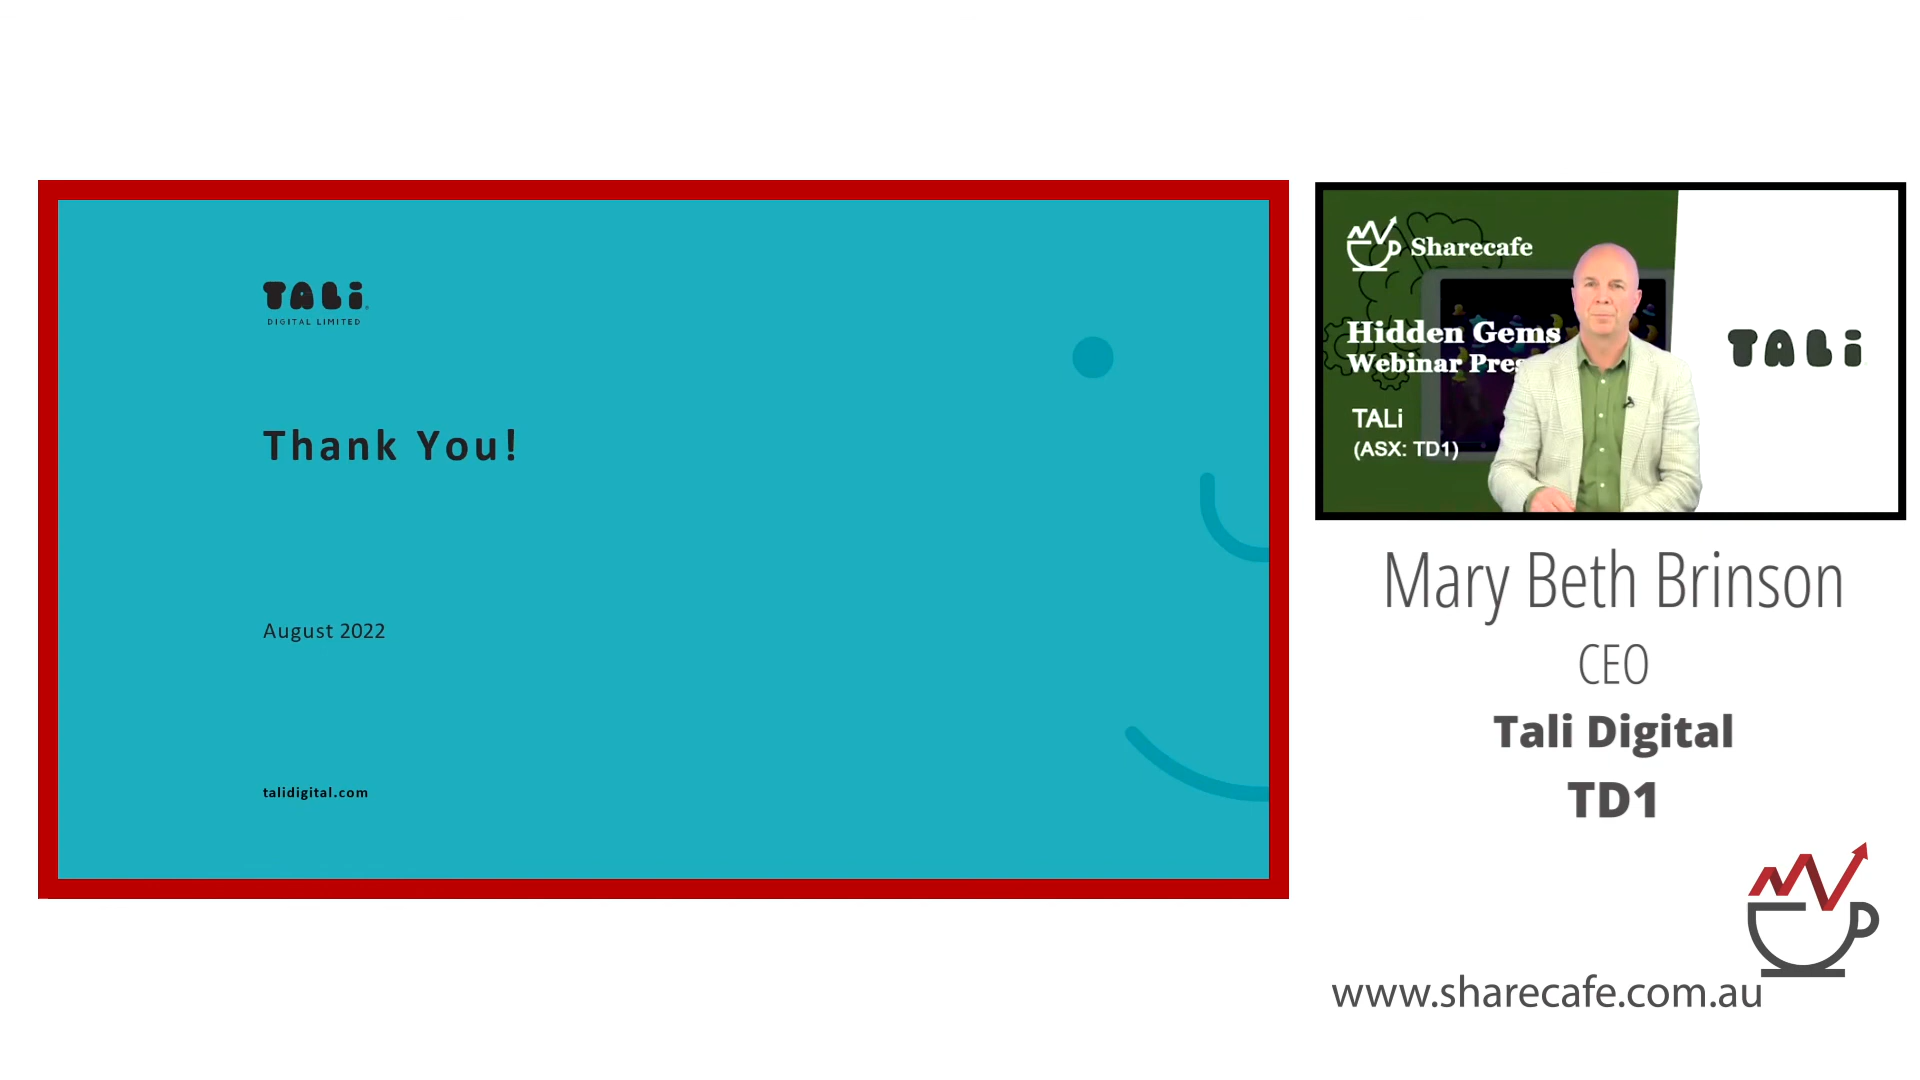 TALi
DIGITAL LIMITED
Thank You!
August 2022
talidigital.com
Sharecafe
Hidden Gems
Webinar Pres
TALi
(ASX: TD1)
TALi
Mary Beth Brinson
CEO
Tali Digital
TD1
www.sharecafe.com.au